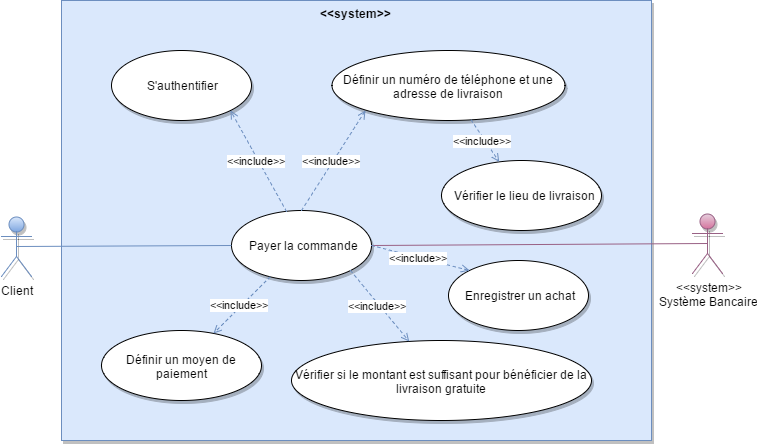 <<system>>
S'authentifier
Définir un numéro de téléphone et une
adresse de livraison
<<include>>
<<include>>
<<include>>
Vérifier le lieu de livraison
Payer la commande
<<include>>
Client
Enregistrer un achat
<<system>>
Système Bancaire
<<include>>
<<include>>
Définir un moyen de
paiement
Vérifier si le montant est suffisant pour bénéficier de la
livraison gratuite